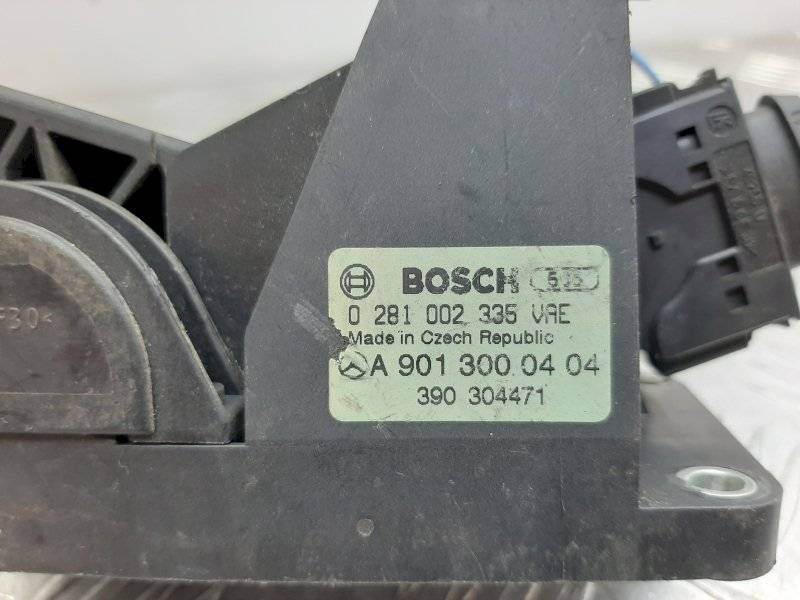 BOSCH
0 281 002 335 VAE
Made in Czech Republic
A 901 300 04 04
390 304471